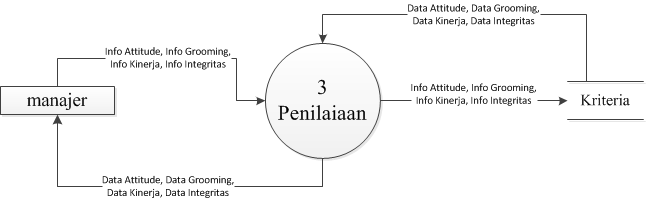 Data Attitude, Data Grooming,
Data Kinerja, Data Integritas
Info Attitude, Info Grooming,
Info Kinerja, Info Integritas
manajer
3
Penilaiaan
Info Attitude, Info Grooming,
Info Kinerja, Info Integritas
Kriteria
Data Attitude, Data Grooming,
Data Kinerja, Data Integritas